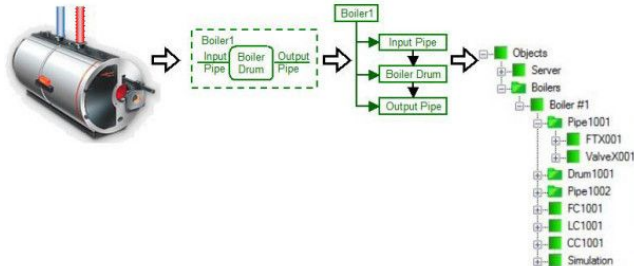 Boiler1
Input Pipe
Boiler Drum
Output Pipe
Boiler1
Input Pipe
Boiler Drum
Output Pipe
Objects
Server
Boilers
Boiler #1
Pipe1001
FTX001
ValveX001
Drum1001
Pipe1002
FC1001
LC1001
CC1001
Simulation